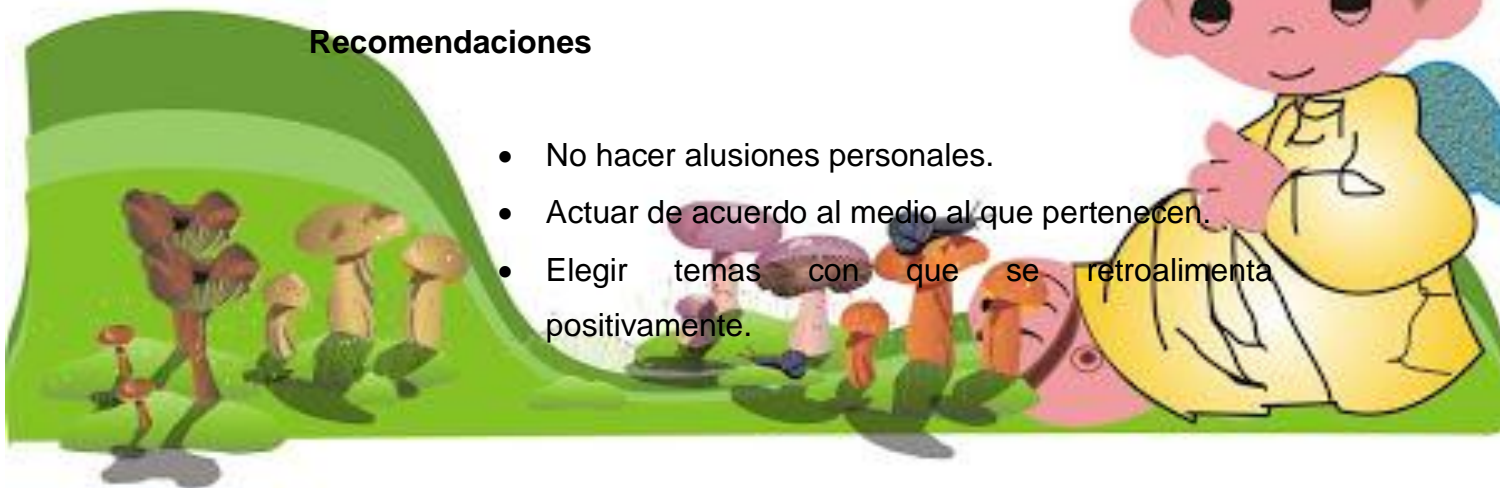 Recomendaciones
• No hacer alusiones personales.
• Actuar de acuerdo al medio al que pertenecen.
• Elegir temas con que se retroalimenta
positivamente.